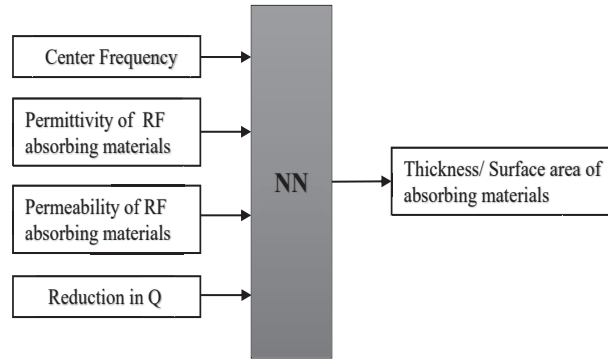 Center Frequency
Permittivity of RF
absorbing materials
Permeability of RF
absorbing materials
Reduction in Q
NN
Thickness/ Surface area of
absorbing materials